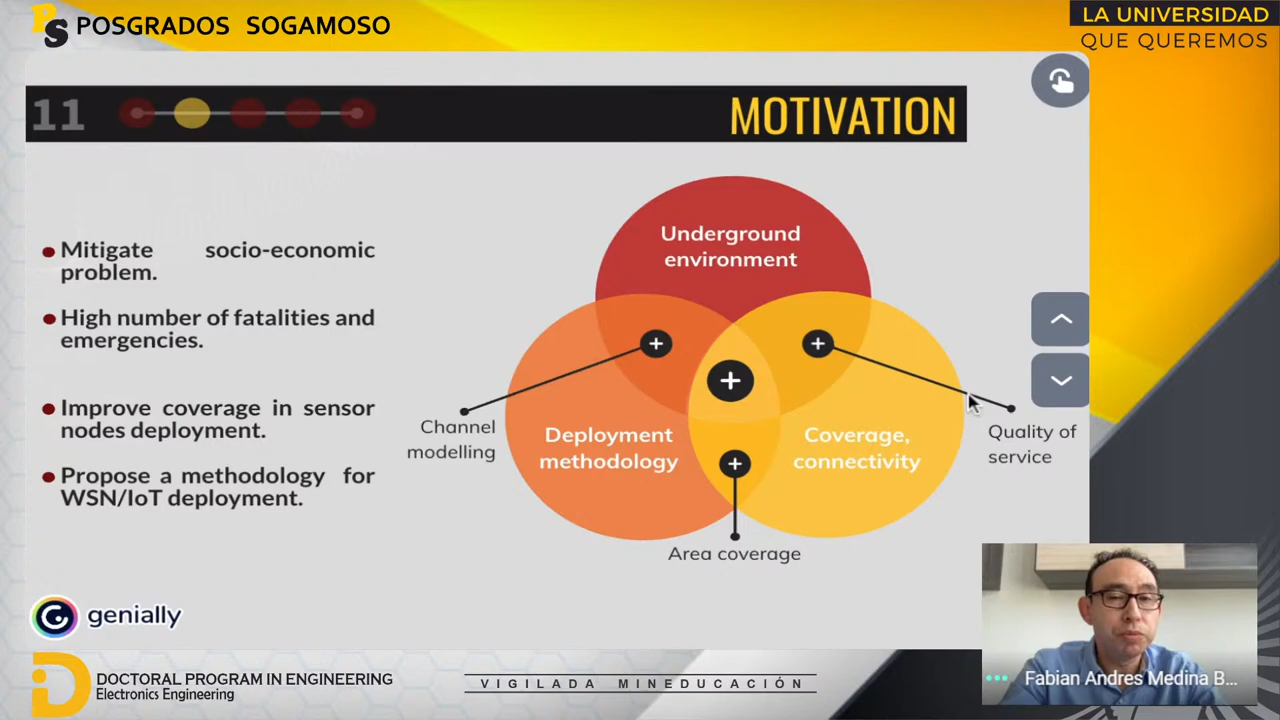 PS POSGRADOS SOGAMOSO
LA UNIVERSIDAD
QUE QUEREMOS
11
MOTIVATION
Mitigate socio-economic
problem.
High number of fatalities and
emergencies.
Improve coverage in sensor
nodes deployment.
Propose a methodology for
WSN/IoT deployment.
Underground
environment
Deployment
methodology
Coverage,
connectivity
Channel
modelling
Quality of
service
Area coverage
genially
DOCTORAL PROGRAM IN ENGINEERING
Electronics Engineering
VIGILADA MINEDUCACIÓN
Fabian Andres Medina B...